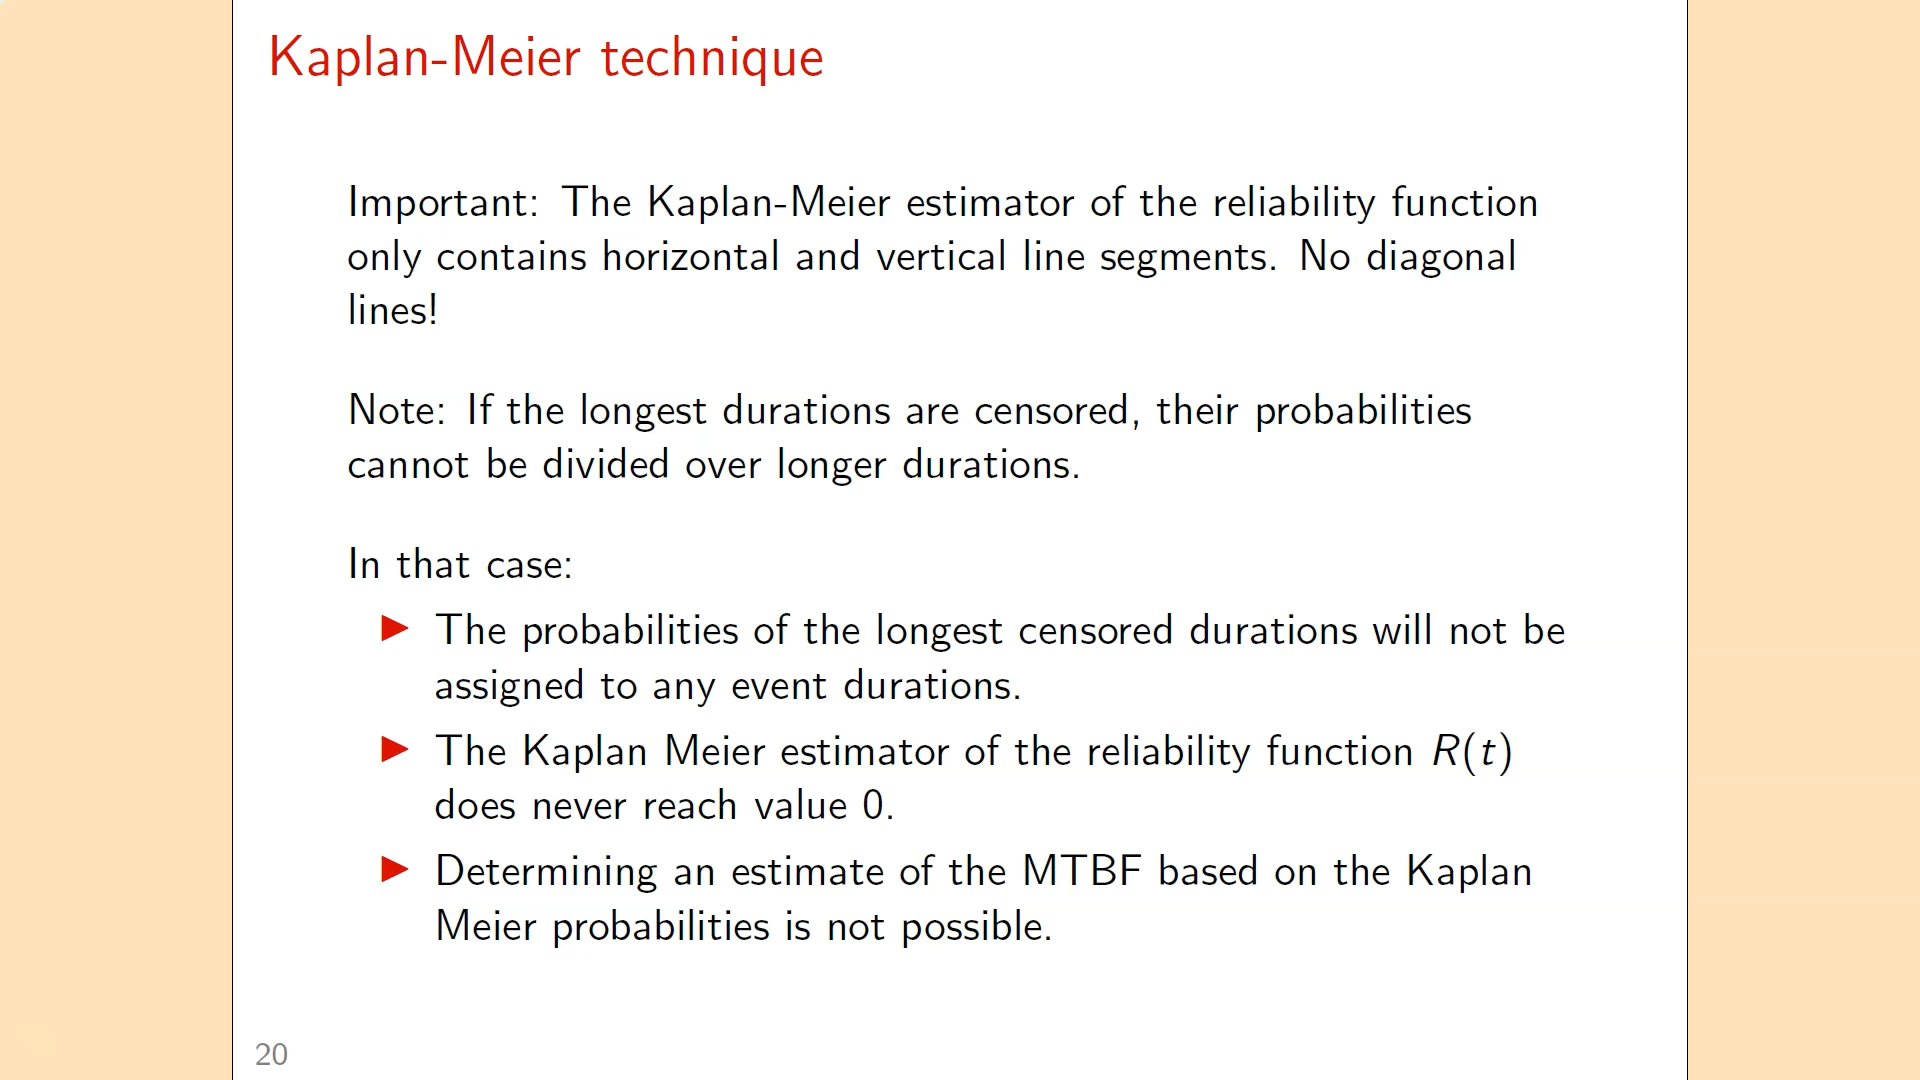 Kaplan-Meier technique
Important: The Kaplan-Meier estimator of the reliability function
only contains horizontal and vertical line segments. No diagonal
lines!
Note: If the longest durations are censored, their probabilities
cannot be divided over longer durations.
In that case:
The probabilities of the longest censored durations will not be
assigned to any event durations.
The Kaplan Meier estimator of the reliability function R(t)
does never reach value 0.
Determining an estimate of the MTBF based on the Kaplan
Meier probabilities is not possible.
20